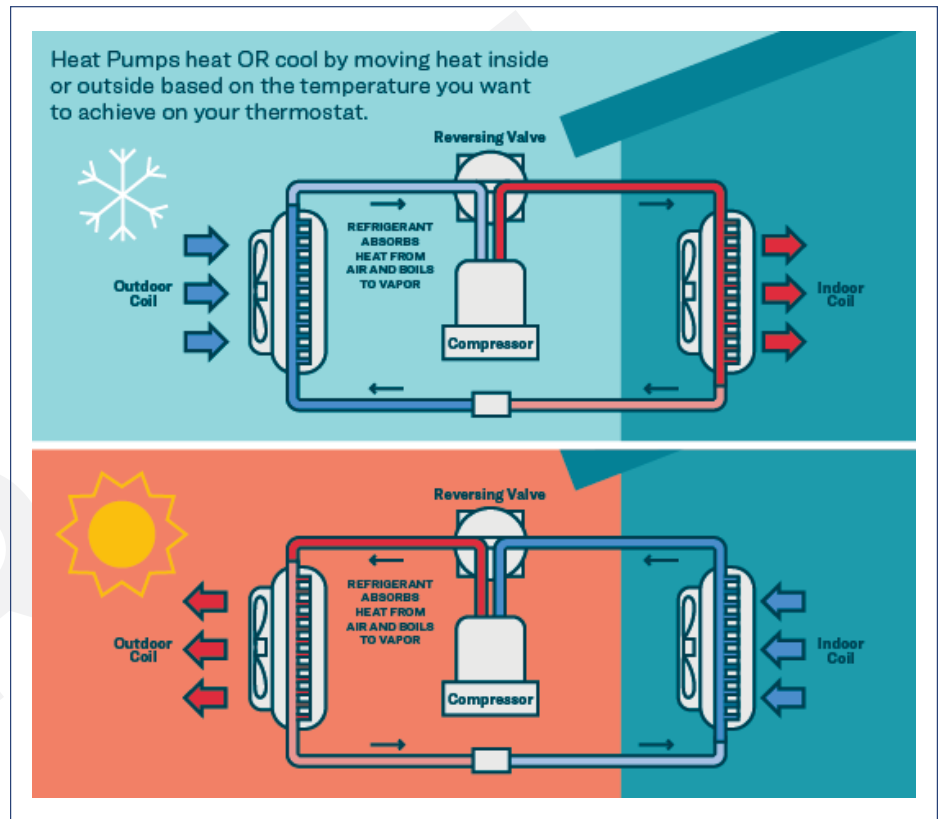 Heat Pumps heat OR cool by moving heat inside
or outside based on the temperature you want
to achieve on your thermostat.
Reversing Valve
REFRIGERANT
ABSORBS
HEAT FROM
AIR AND BOILS
TO VAPOR
Outdoor
Coil
Indoor
Coil
Compressor
Reversing Valve
REFRIGERANT
ABSORBS
HEAT FROM
AIR AND BOILS
TO VAPOR
Outdoor
Coil
Indoor
Coil
Compressor